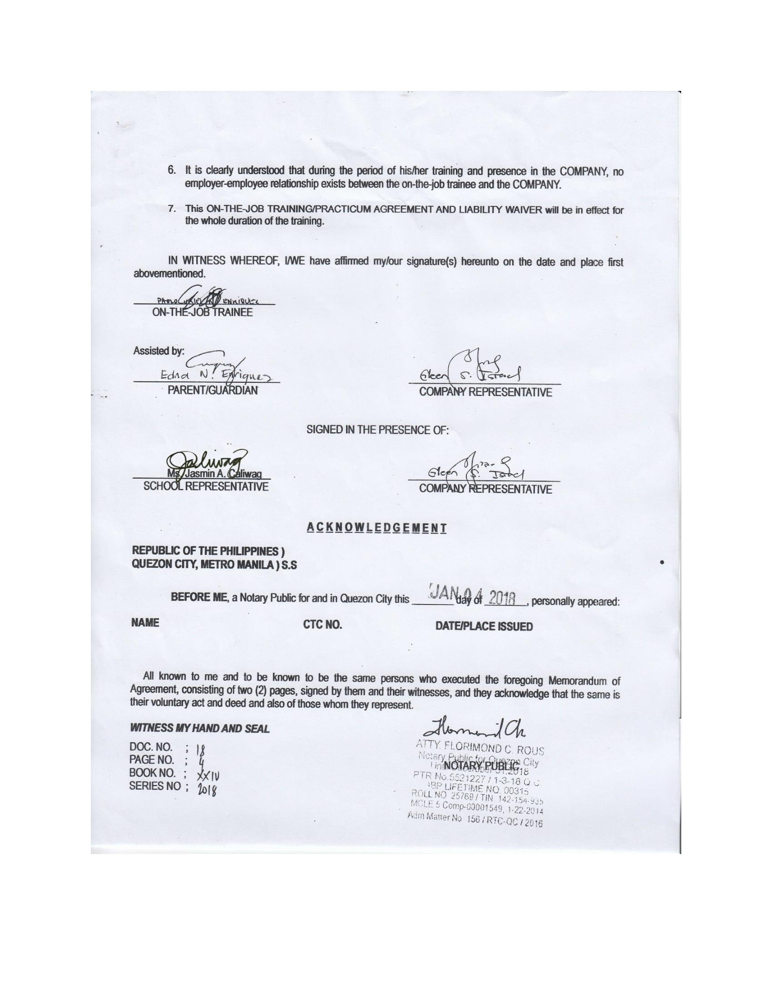 6. It is clearly understood that during the period of his/her training and presence in the COMPANY, no
employer-employee relationship exists between the on-the-job trainee and the COMPANY.
7. This ON-THE-JOB TRAINING/PRACTICUM AGREEMENT AND LIABILITY WAIVER will be in effect for
the whole duration of the training.
IN WITNESS WHEREOF, I/WE have affirmed my/our signature(s) hereunto on the date and place first
abovementioned.
PAOLO ENRIQUEZ
ON-THE-JOB TRAINEE
Assisted by:
Edna N. Enriquez Eileen S. Israel
PARENT/GUARDIAN COMPANY REPRESENTATIVE
SIGNED IN THE PRESENCE OF:
Ms. Jasmin A. Caliwag Eileen S. Israel
SCHOOL REPRESENTATIVE COMPANY REPRESENTATIVE
ACKNOWLEDGEMENT
REPUBLIC OF THE PHILIPPINES )
QUEZON CITY, METRO MANILA ) S.S
BEFORE ME, a Notary Public for and in Quezon City this JAN 04 day of 2018, personally appeared:
NAME CTC NO. DATE/PLACE ISSUED
All known to me and to be known to be the same persons who executed the foregoing Memorandum of
Agreement, consisting of two (2) pages, signed by them and their witnesses, and they acknowledge that the same is
their voluntary act and deed and also of those whom they represent.
WITNESS MY HAND AND SEAL
DOC. NO. ; 18
PAGE NO. ; 4
BOOK NO. ; XXIV
SERIES NO ; 2018
ATTY. FLORIMOND C. ROUS
Notary Public for Quezon City
NOTARY PUBLIC
PTR No.5521227 / 1-3-18 Q.C.
IBP LIFETIME NO. 00315
ROLL NO 25769 / TIN 142-154-935
MCLE 5 Comp-00001549, 1-22-2014
Adm Matter No 156 / RTC-QC / 2016